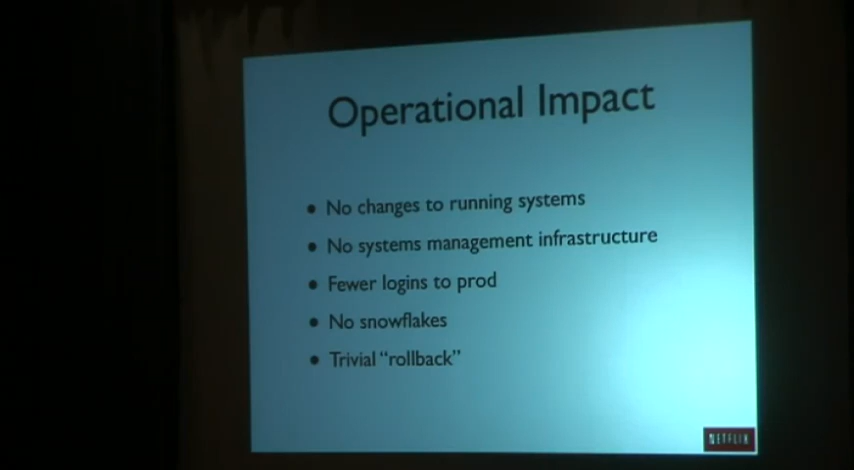 Operational Impact
• No changes to running systems
• No systems management infrastructure
• Fewer logins to prod
• No snowflakes
• Trivial “rollback”
NETFLIX